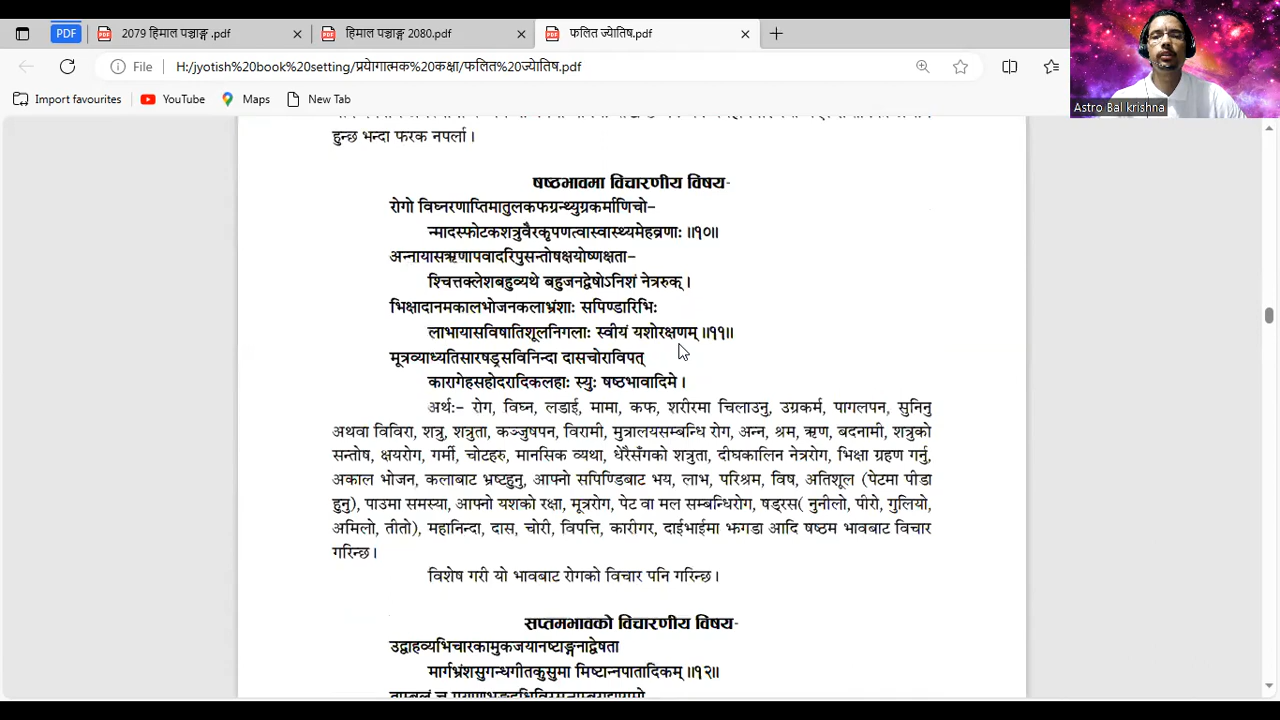 PDF
2079 हिमाल पञ्चाङ्ग .pdf
हिमाल पञ्चाङ्ग 2080.pdf
फलित ज्योतिष.pdf
File
H:/jyotish%20book%20setting/प्रयोगात्मक%20कक्षा/फलित%20ज्योतिष.pdf
Import favourites
YouTube
Maps
New Tab
Astro Bal krishna
हुन्छ भन्दा फरक नपर्ला ।
षष्ठभावमा विचारणीय विषय-
रोगो विघ्नरणाप्तिमातुलकफग्रन्थ्युग्रकर्माणिचो-
न्मादस्फोटकशत्रुवैरकृपणत्वास्वास्थ्यमेहव्रणाः ॥१०॥
अन्नायासऋणापवादरिपुसन्तोषक्षयोष्णक्षता-
श्चित्तक्लेशबहुव्यथे बहुजनद्वेषोऽनिशं नेत्ररुक् ।
भिक्षादानमकालभोजनकलाभ्रंशाः सपिण्डारिभिः
लाभायासविषातिशूलनिगलाः स्वीयं यशोरक्षणम् ॥११॥
मूत्रव्याध्यतिसारषड्रसविनिन्दा दासचोराविपत्
कारागेहसहोदरादिकलहाः स्युः षष्ठभावादिमे ।
अर्थः- रोग, विघ्न, लडाई, मामा, कफ, शरीरमा चिलाउनु, उग्रकर्म, पागलपन, सुनिनु
अथवा विविरा, शत्रु, शत्रुता, कञ्जुषपन, विरामी, मुत्रालयसम्बन्धि रोग, अन्न, श्रम, ऋण, बदनामी, शत्रुको
सन्तोष, क्षयरोग, गर्मी, चोटहरु, मानसिक व्यथा, धेरैसँगको शत्रुता, दीघकालिन नेत्ररोग, भिक्षा ग्रहण गर्नु,
अकाल भोजन, कलाबाट भ्रष्टहुनु, आफ्नो सपिण्डिबाट भय, लाभ, परिश्रम, विष, अतिशूल (पेटमा पीडा
हुनु), पाउमा समस्या, आफ्नो यशको रक्षा, मूत्ररोग, पेट वा मल सम्बन्धिरोग, षड्रस( नुनीलो, पीरो, गुलियो,
अमिलो, तीतो), महानिन्दा, दास, चोरी, विपत्ति, कारीगर, दाईभाईमा झगडा आदि षष्ठम भावबाट विचार
गरिन्छ ।
विशेष गरी यो भावबाट रोगको विचार पनि गरिन्छ ।
सप्तमभावको विचारणीय विषय-
उद्वाहव्यभिचारकामुकजयानष्टाङ्गनाद्वेषता
मार्गभ्रंशसुगन्धगीतकुसुमा मिष्टान्नपातादिकम् ॥१२॥